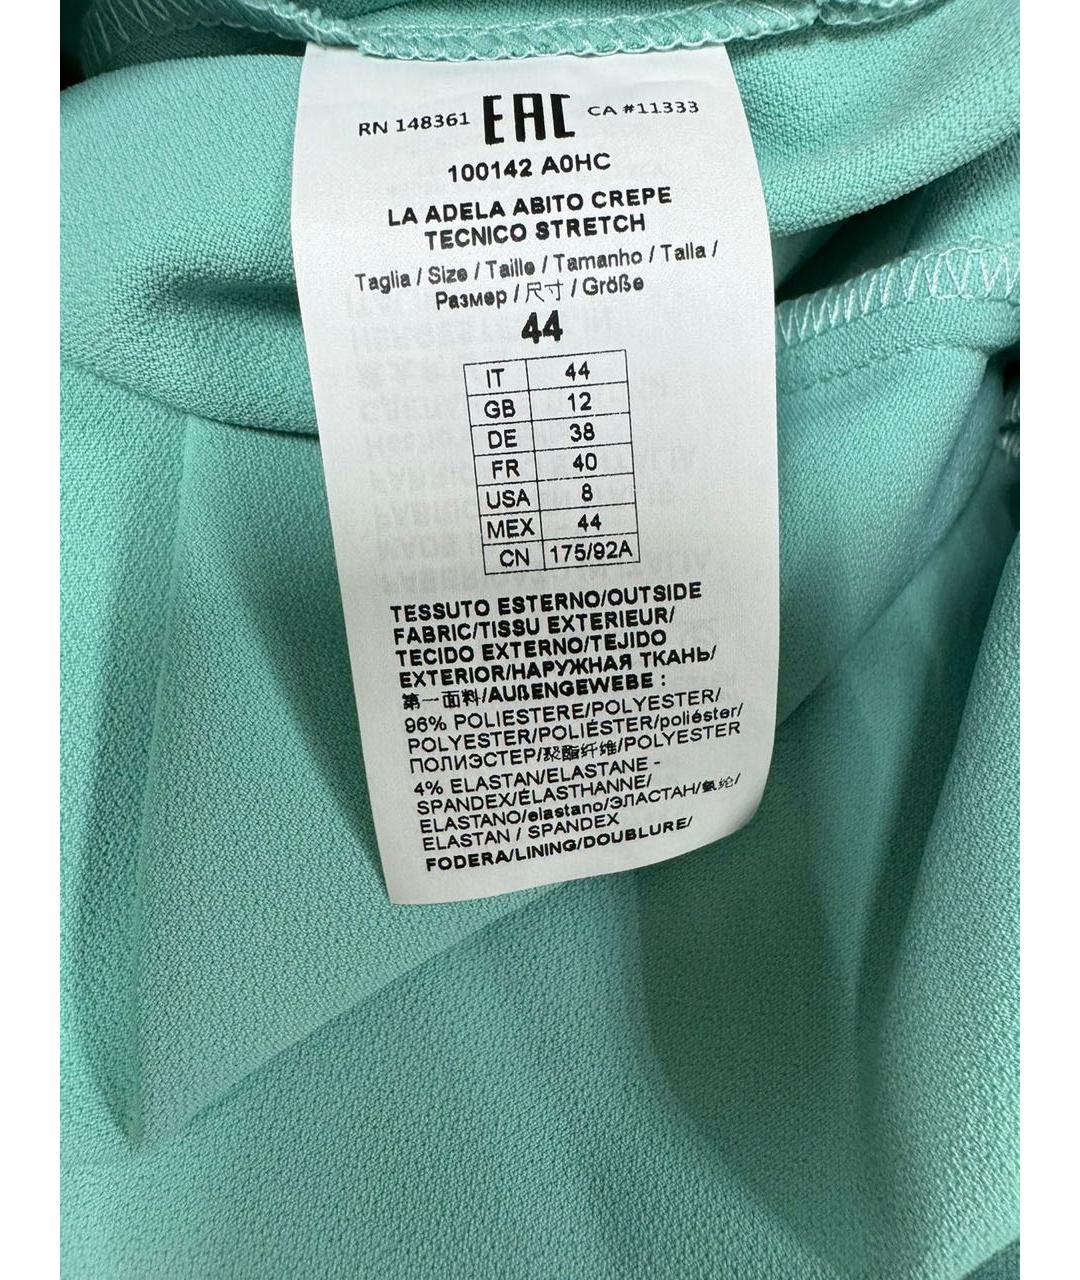 RN 148361 EAC CA #11333
100142 A0HC
LA ADELA ABITO CREPE
TECNICO STRETCH
Taglia / Size / Taille / Tamanho / Talla /
Размер / 尺寸 / Größe
44
IT 44
GB 12
DE 38
FR 40
USA 8
MEX 44
CN 175/92A
TESSUTO ESTERNO/OUTSIDE
FABRIC/TISSU EXTERIEUR/
TECIDO EXTERNO/TEJIDO
EXTERIOR/НАРУЖНАЯ ТКАНЬ/
第一面料/AUßENGEWEBE :
96% POLIESTERE/POLYESTER/
POLYESTER/POLIÉSTER/poliéster/
ПОЛИЭСТЕР/聚酯纤维/POLYESTER
4% ELASTAN/ELASTANE -
SPANDEX/ÉLASTHANNE/
ELASTANO/elastano/ЭЛАСТАН/氨纶/
ELASTAN / SPANDEX
FODERA/LINING/DOUBLURE/